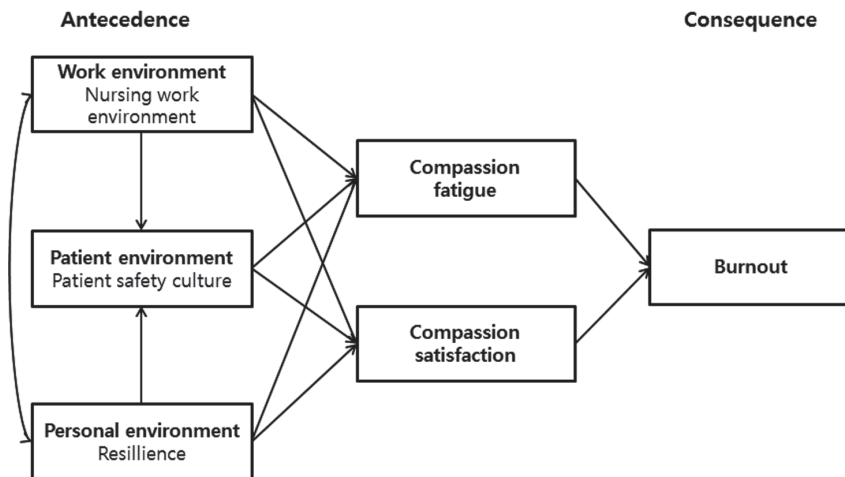 Antecedence
Consequence
Work environment
Nursing work
environment
Compassion
fatigue
Patient environment
Patient safety culture
Burnout
Compassion
satisfaction
Personal environment
Resillience